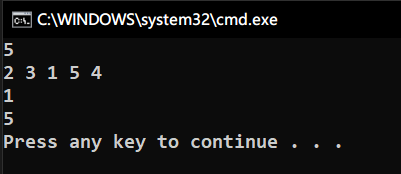 C:\WINDOWS\system32\cmd.exe
5
2 3 1 5 4
1
5
Press any key to continue . . .